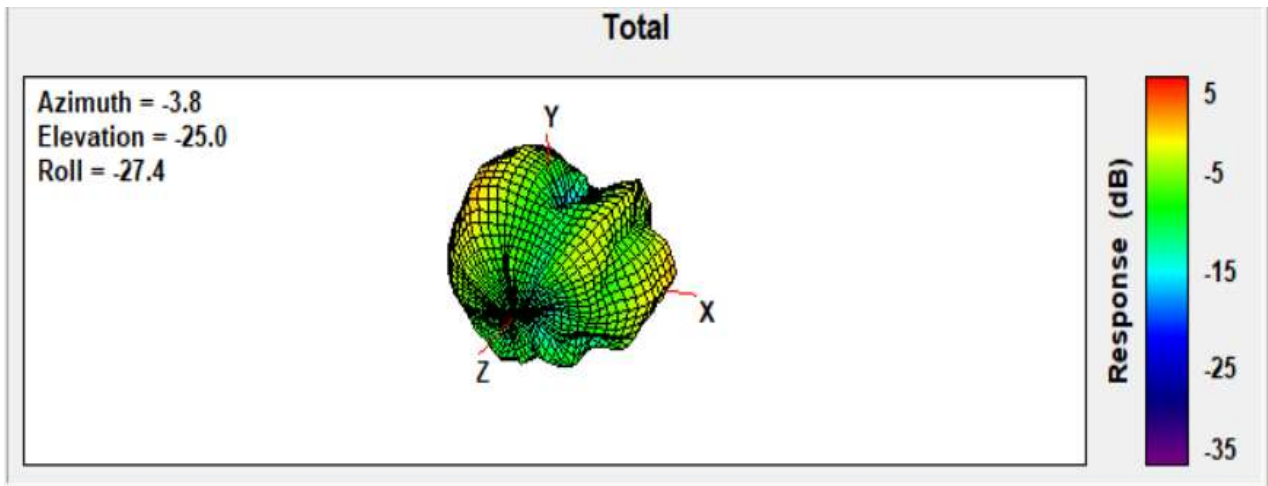 Total
Azimuth = -3.8
Elevation = -25.0
Roll = -27.4
Y
X
Z
Response (dB)
5
-5
-15
-25
-35